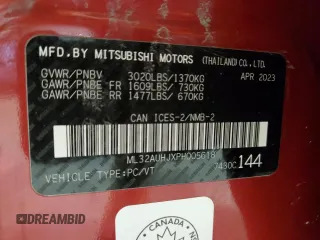 MFD.BY MITSUBISHI MOTORS (THAILAND) CO.,LTD.
GVWR/PNBV 3020LBS/1370KG APR 2023
GAWR/PNBE FR 1609LBS/ 730KG
GAWR/PNBE RR 1477LBS/ 670KG
CAN ICES-2/NMB-2
ML32AUHJXPH005618
VEHICLE TYPE:PC/VT 7430C 144
DREAMBID
CANADA